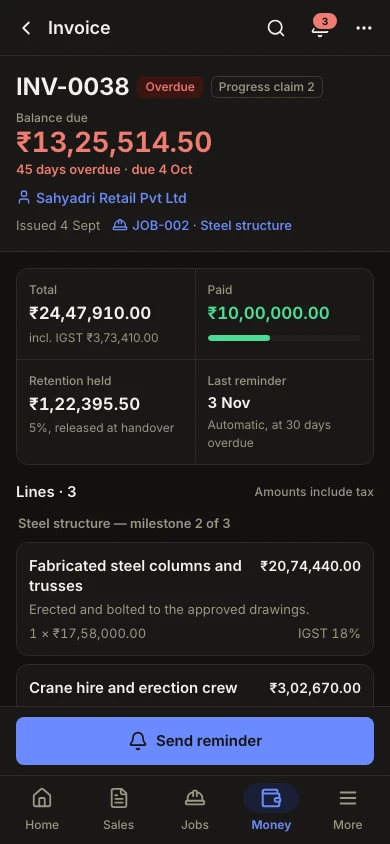 Invoice
3
INV-0038 Overdue Progress claim 2
Balance due
₹13,25,514.50
45 days overdue · due 4 Oct
Sahyadri Retail Pvt Ltd
Issued 4 Sept JOB-002 · Steel structure
Total
₹24,47,910.00
incl. IGST ₹3,73,410.00
Paid
₹10,00,000.00
Retention held
₹1,22,395.50
5%, released at handover
Last reminder
3 Nov
Automatic, at 30 days
overdue
Lines · 3 Amounts include tax
Steel structure — milestone 2 of 3
Fabricated steel columns and ₹20,74,440.00
trusses
Erected and bolted to the approved drawings.
1 × ₹17,58,000.00 IGST 18%
Crane hire and erection crew ₹3,02,670.00
Send reminder
Home Sales Jobs Money More